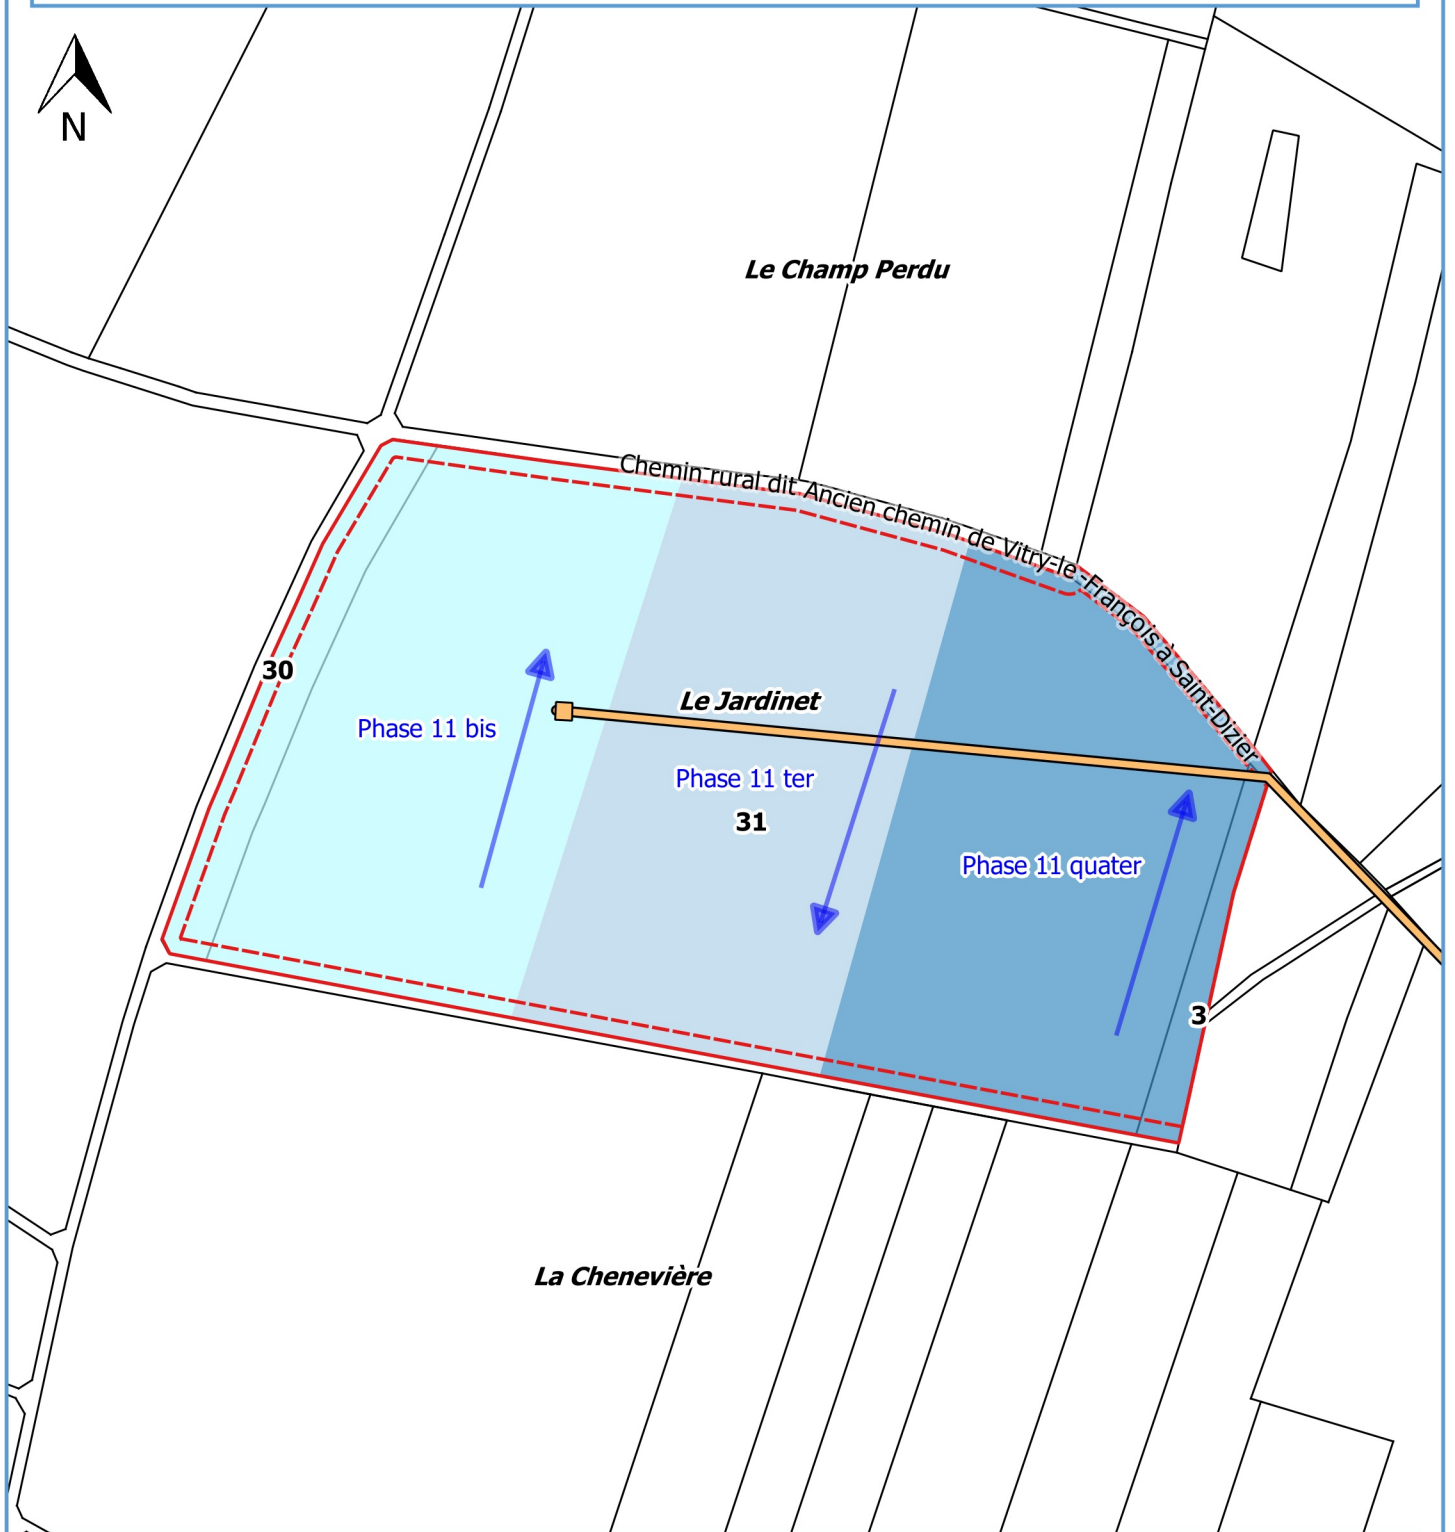 N
Le Champ Perdu
Chemin rural dit Ancien chemin de Vitry-le-François à Saint-Dizier
30
Le Jardinet
Phase 11 bis
Phase 11 ter
31
Phase 11 quater
3
La Chenevière